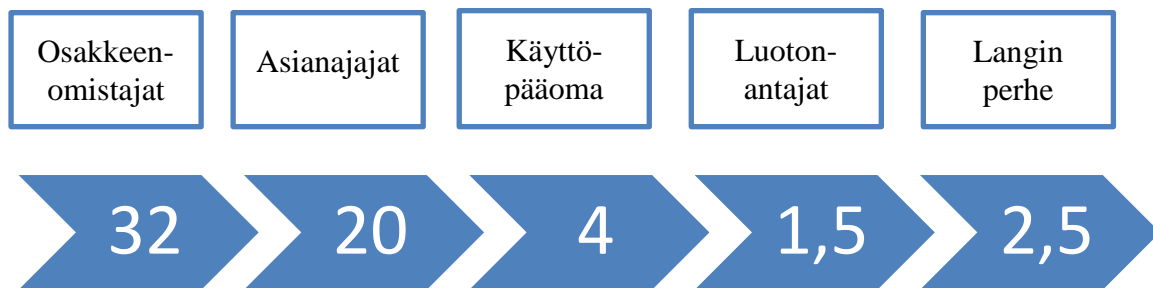 Osakkeen-
omistajat
Asianajajat
Käyttö-
pääoma
Luoton-
antajat
Langin
perhe
32
20
4
1,5
2,5